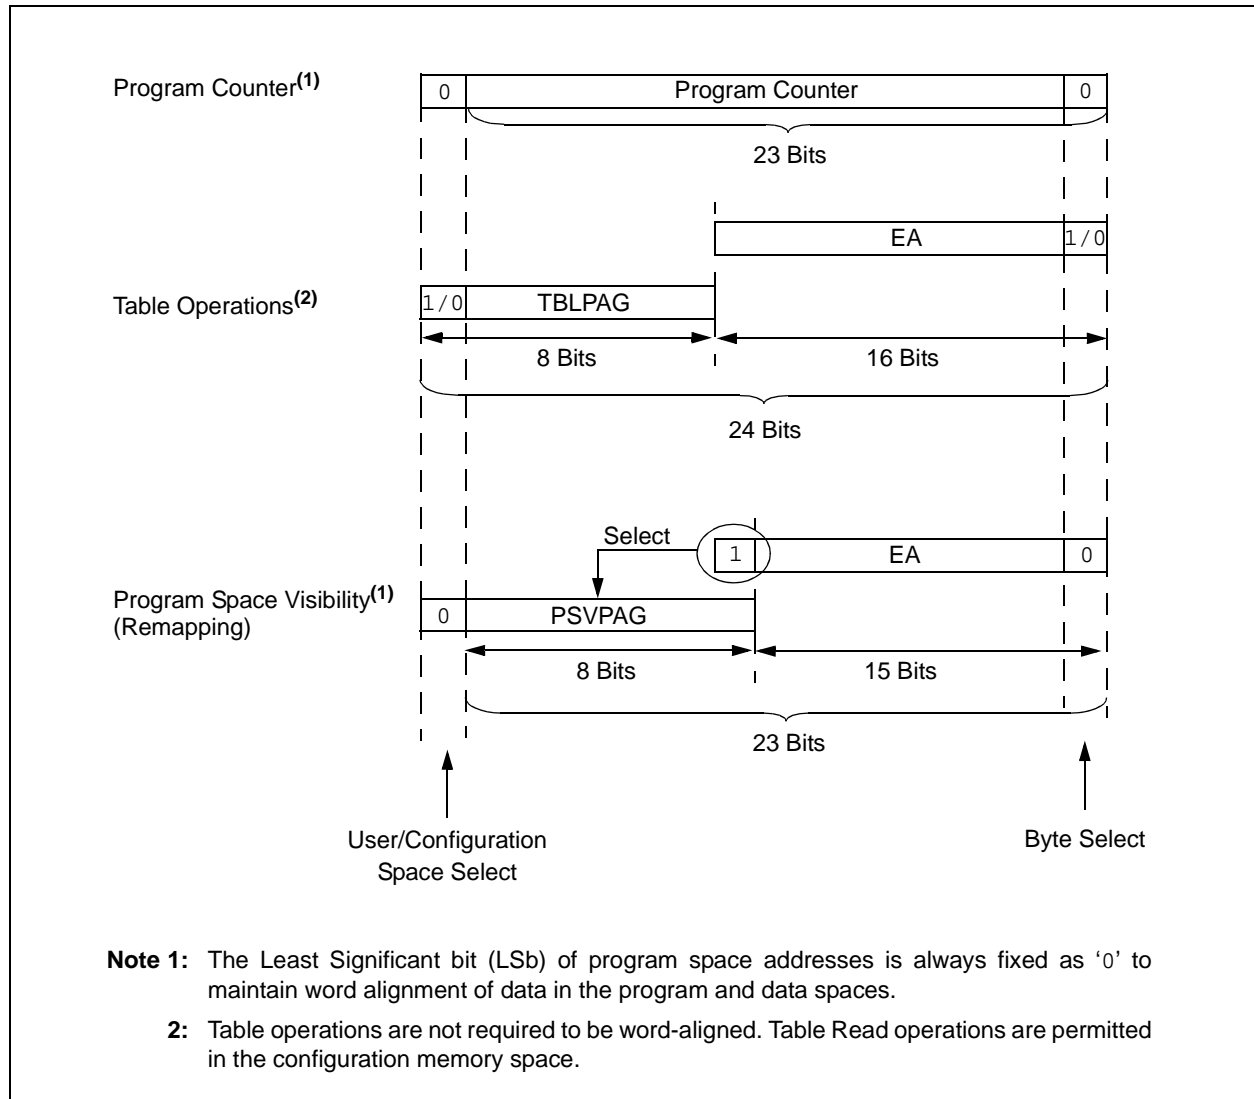 Program Counter(1)
0 Program Counter 0
23 Bits
EA 1/0
Table Operations(2)
1/0 TBLPAG
8 Bits 16 Bits
24 Bits
Select
1 EA 0
Program Space Visibility(1)
(Remapping)
0 PSVPAG
8 Bits 15 Bits
23 Bits
User/Configuration
Space Select
Byte Select
Note 1: The Least Significant bit (LSb) of program space addresses is always fixed as ‘0’ to
maintain word alignment of data in the program and data spaces.
2: Table operations are not required to be word-aligned. Table Read operations are permitted
in the configuration memory space.